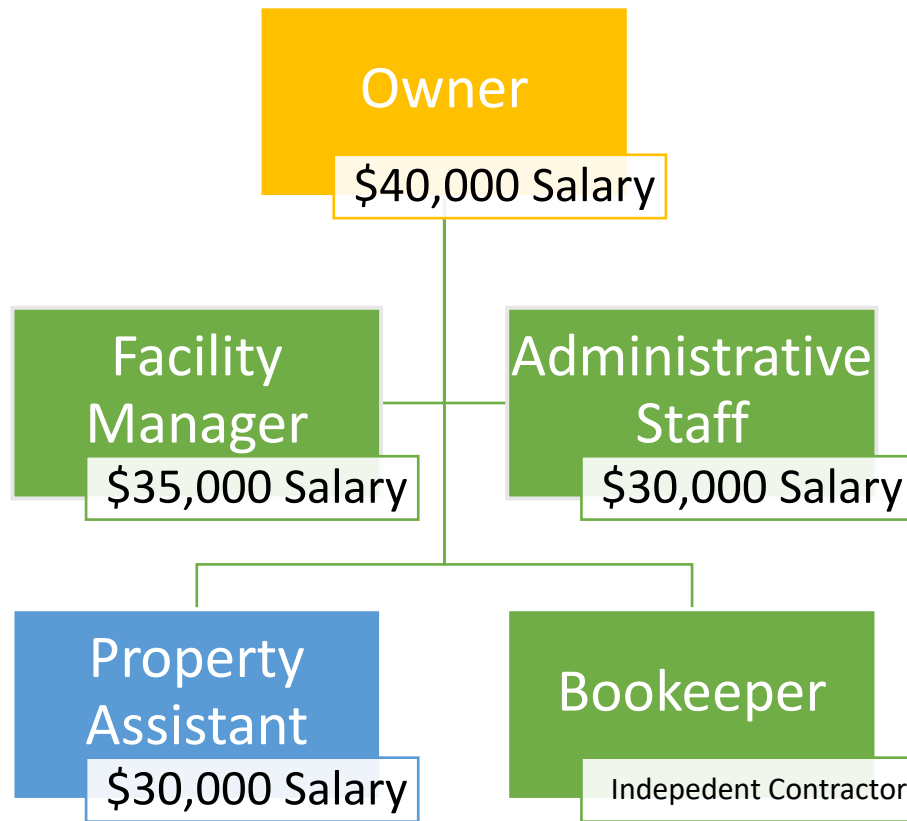 Owner
$40,000 Salary
Facility
Manager
$35,000 Salary
Administrative
Staff
$30,000 Salary
Property
Assistant
$30,000 Salary
Bookeeper
Indepedent Contractor